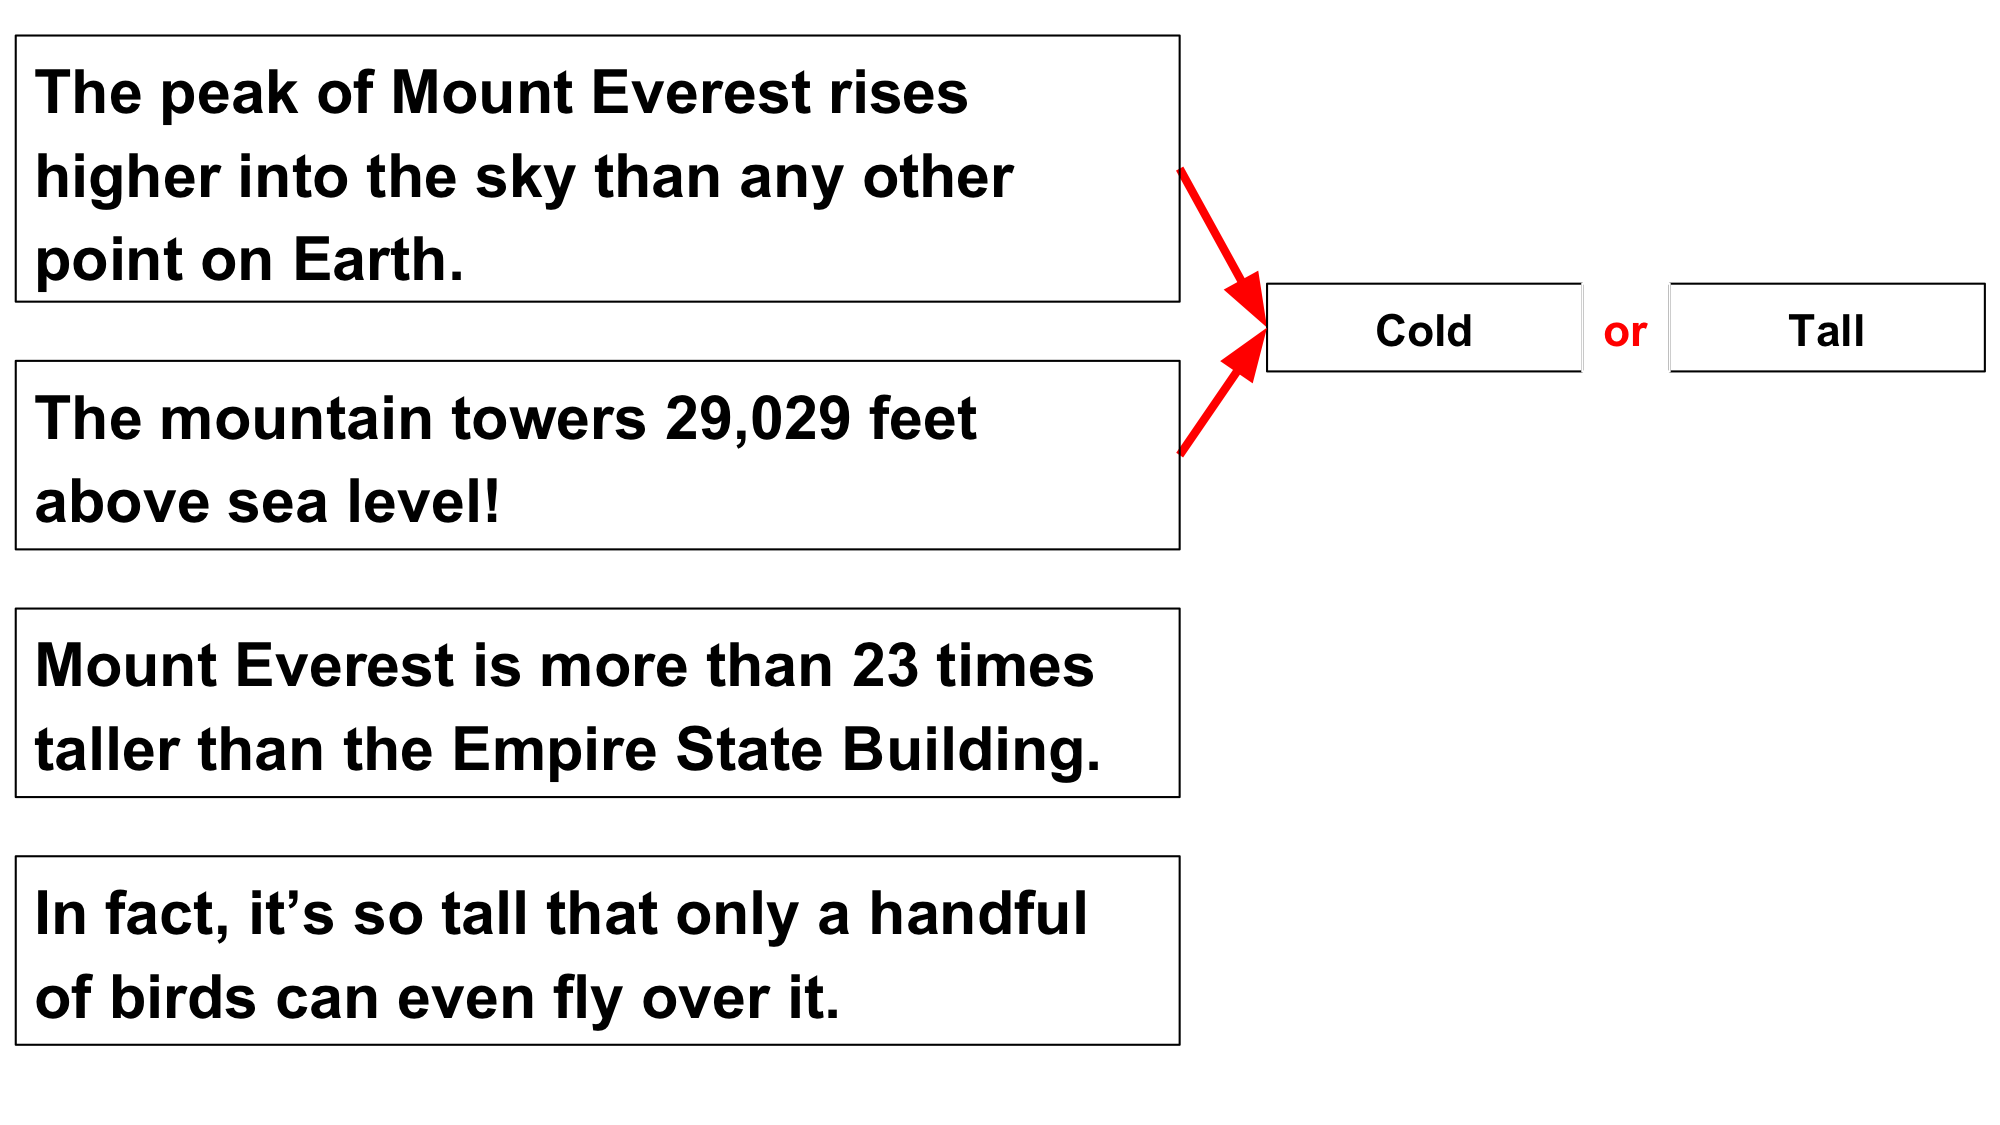 The peak of Mount Everest rises
higher into the sky than any other
point on Earth.
Cold or Tall
The mountain towers 29,029 feet
above sea level!
Mount Everest is more than 23 times
taller than the Empire State Building.
In fact, it’s so tall that only a handful
of birds can even fly over it.